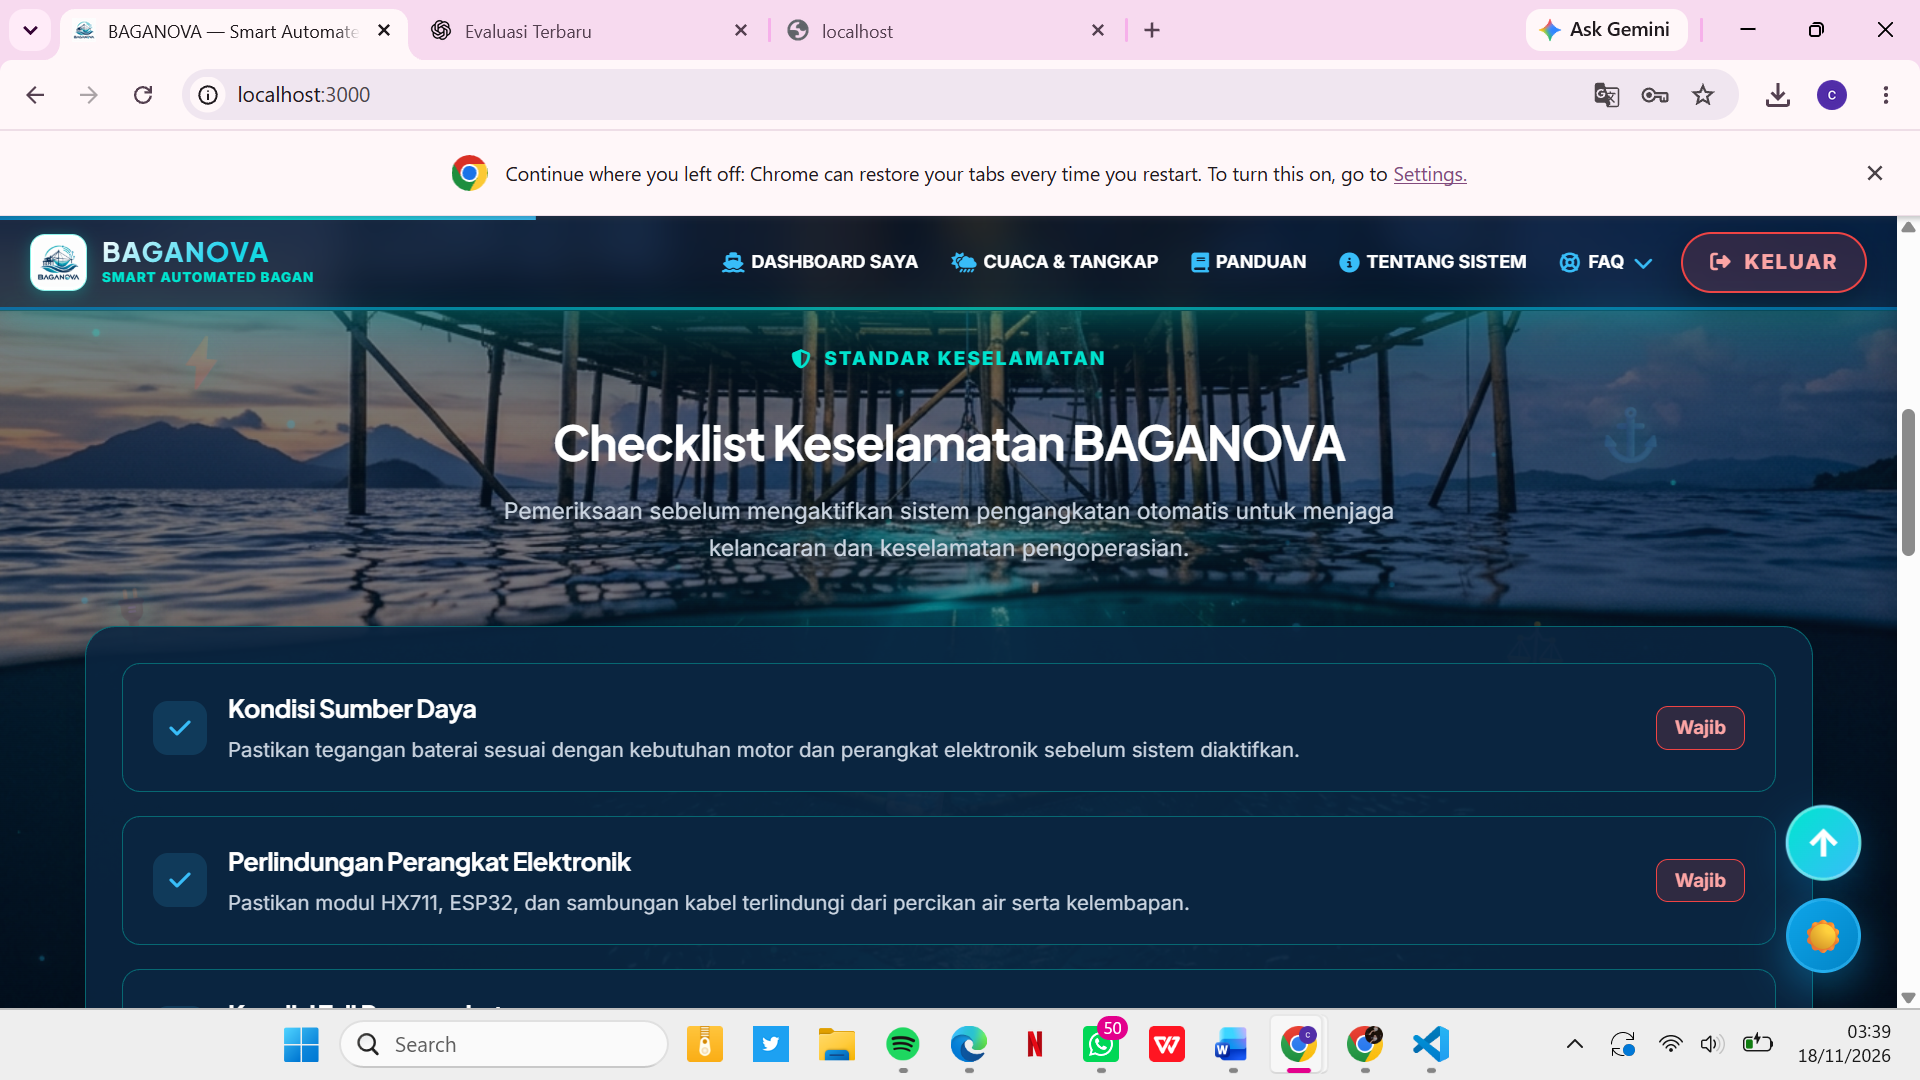 BAGANOVA — Smart Automate
Evaluasi Terbaru
localhost
Ask Gemini
localhost:3000
c
Continue where you left off: Chrome can restore your tabs every time you restart. To turn this on, go to Settings.
BAGANOVA
BAGANOVA
SMART AUTOMATED BAGAN
DASHBOARD SAYA
CUACA & TANGKAP
PANDUAN
TENTANG SISTEM
FAQ
KELUAR
STANDAR KESELAMATAN
Checklist Keselamatan BAGANOVA
Pemeriksaan sebelum mengaktifkan sistem pengangkatan otomatis untuk menjaga
kelancaran dan keselamatan pengoperasian.
Kondisi Sumber Daya
Pastikan tegangan baterai sesuai dengan kebutuhan motor dan perangkat elektronik sebelum sistem diaktifkan.
Wajib
Perlindungan Perangkat Elektronik
Pastikan modul HX711, ESP32, dan sambungan kabel terlindungi dari percikan air serta kelembapan.
Wajib
Search
50
03:39
18/11/2026